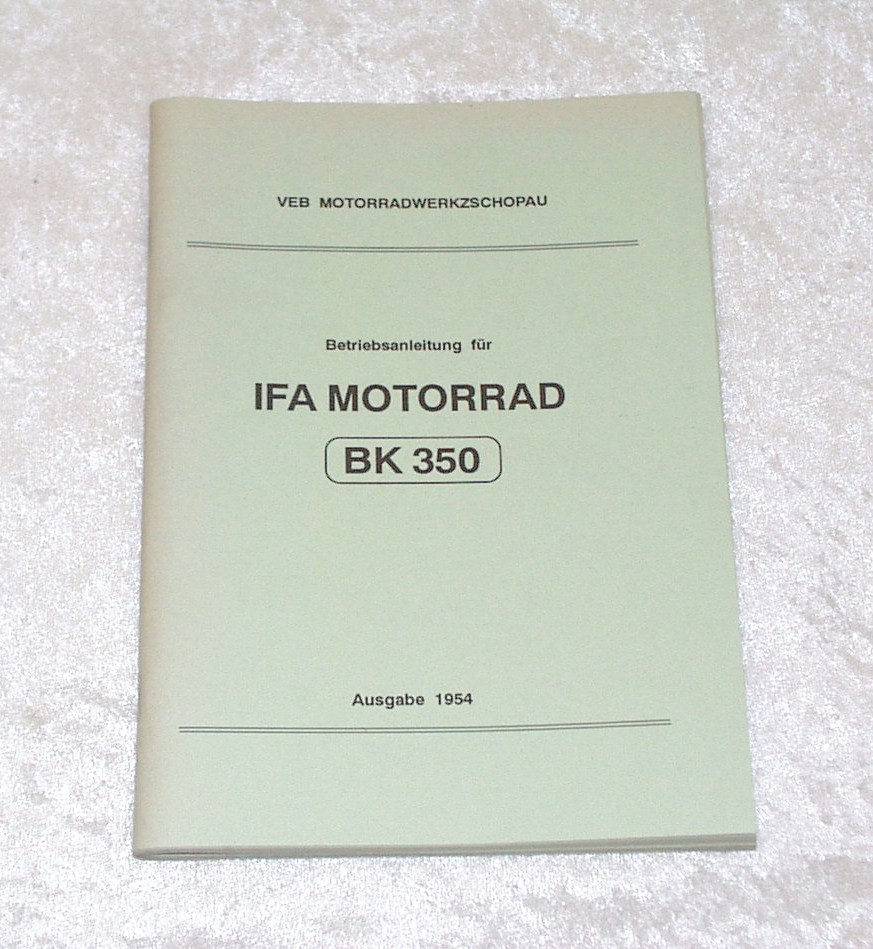 VEB MOTORRADWERKZSCHOPAU
Betriebsanleitung für
IFA MOTORRAD
BK 350
Ausgabe 1954